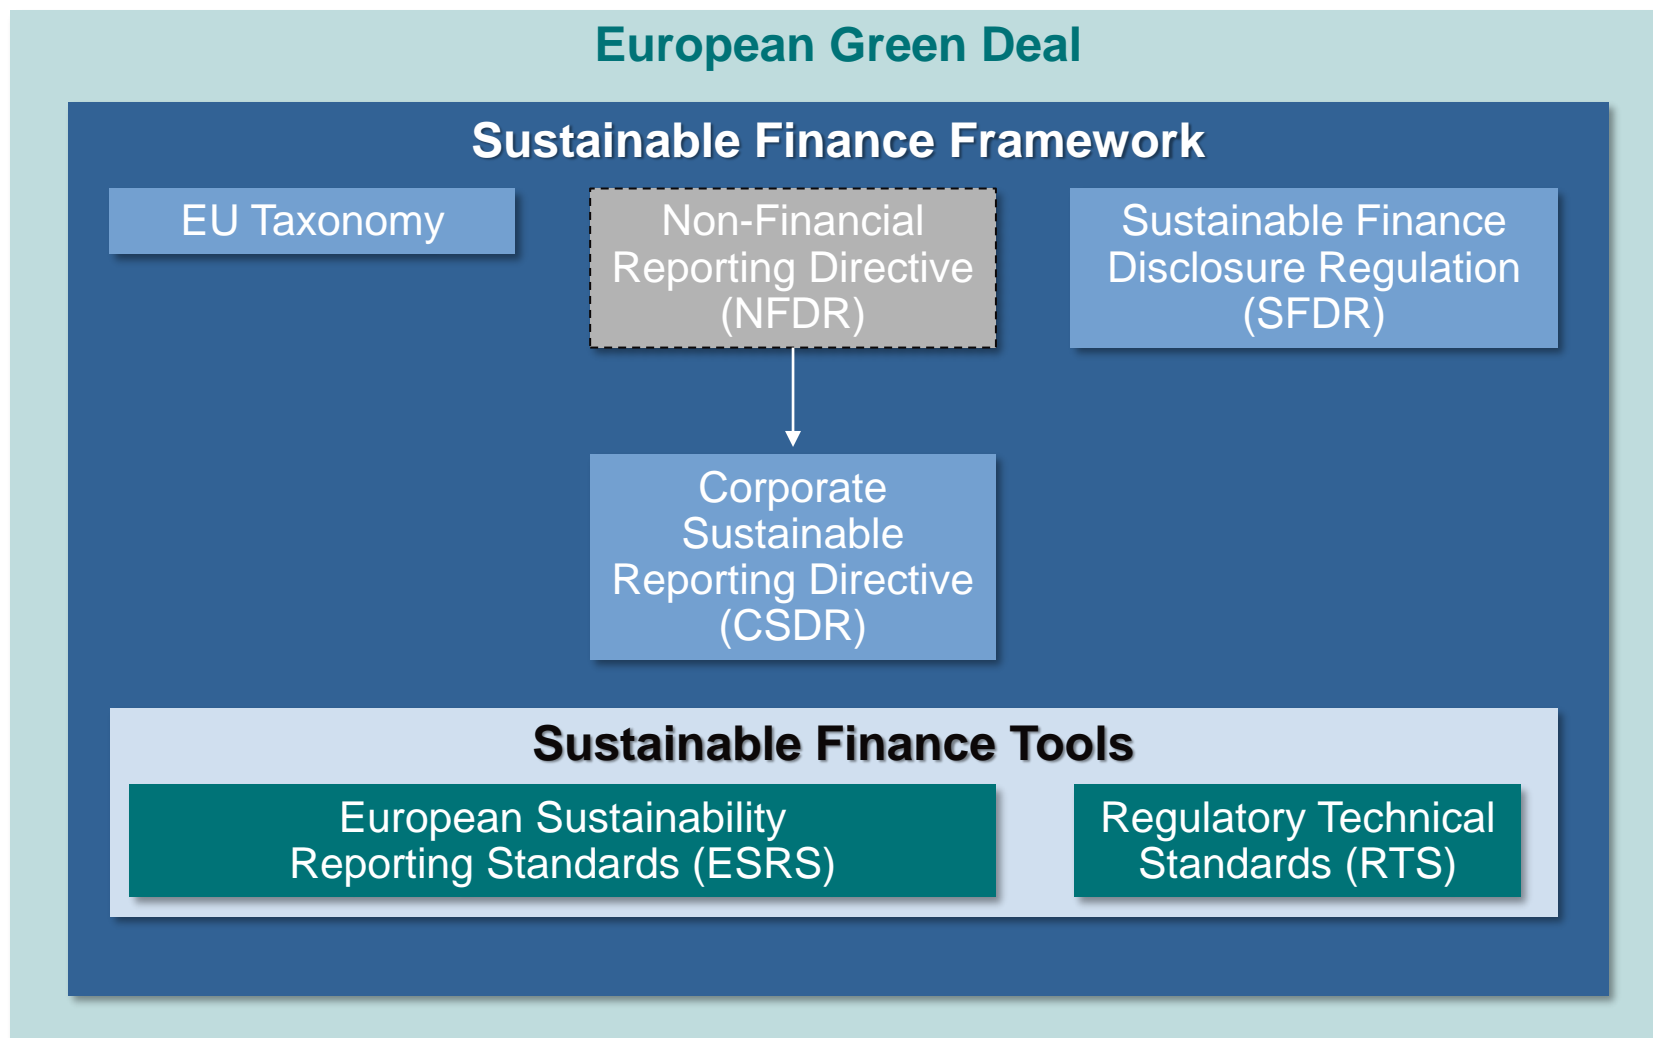 European Green Deal
Sustainable Finance Framework
EU Taxonomy
Non-Financial
Reporting Directive
(NFDR)
Sustainable Finance
Disclosure Regulation
(SFDR)
Corporate
Sustainable
Reporting Directive
(CSDR)
Sustainable Finance Tools
European Sustainability
Reporting Standards (ESRS)
Regulatory Technical
Standards (RTS)